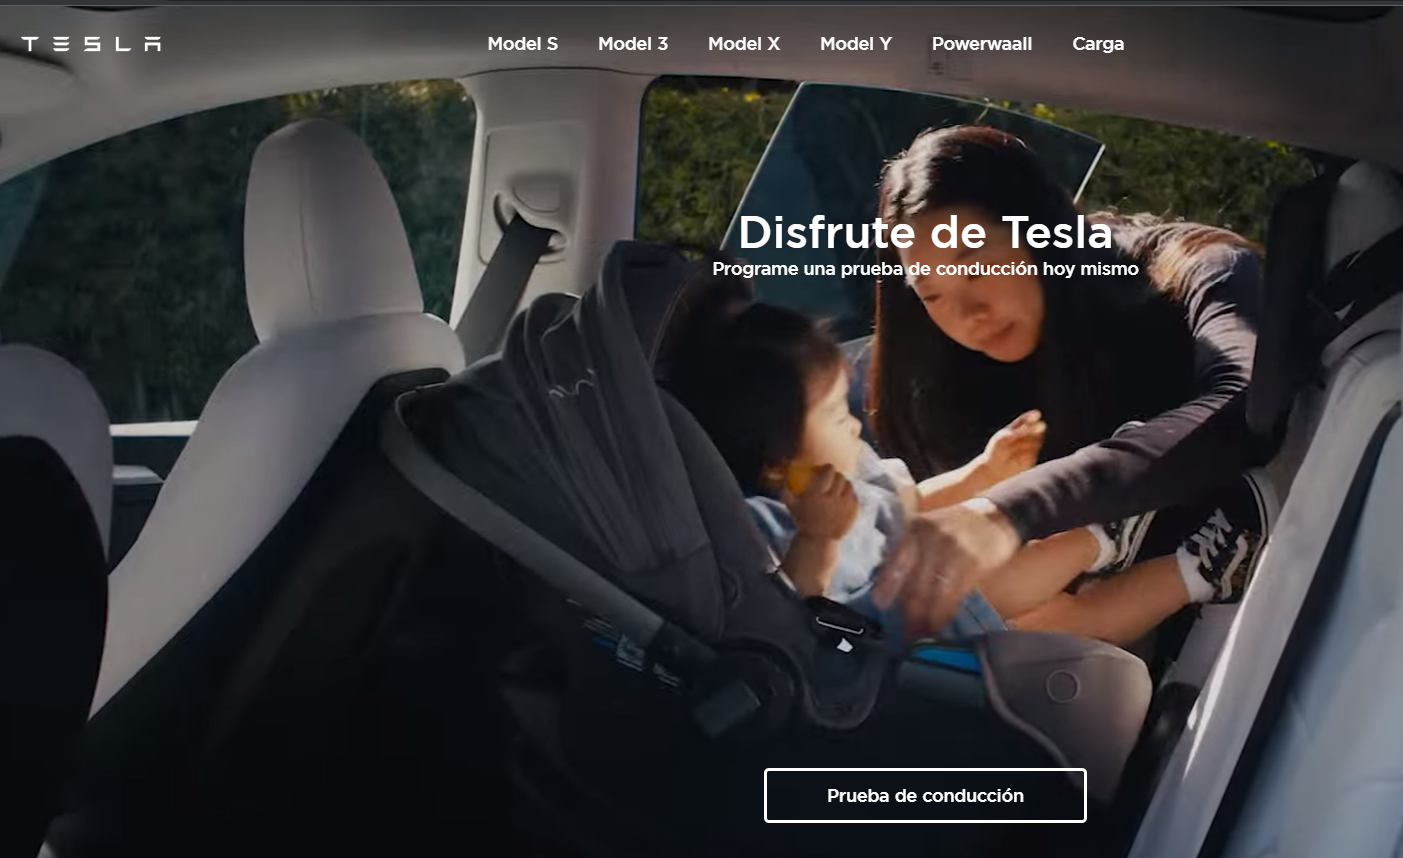 TESLA
Model S Model 3 Model X Model Y Powerwaall Carga
Disfrute de Tesla
Programe una prueba de conducción hoy mismo
Prueba de conducción